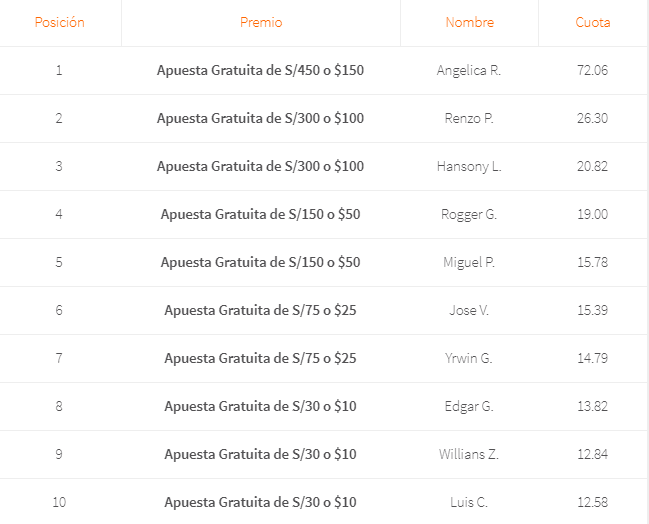 Posición Premio Nombre Cuota
1 Apuesta Gratuita de S/450 o $150 Angelica R. 72.06
2 Apuesta Gratuita de S/300 o $100 Renzo P. 26.30
3 Apuesta Gratuita de S/300 o $100 Hansony L. 20.82
4 Apuesta Gratuita de S/150 o $50 Rogger G. 19.00
5 Apuesta Gratuita de S/150 o $50 Miguel P. 15.78
6 Apuesta Gratuita de S/75 o $25 Jose V. 15.39
7 Apuesta Gratuita de S/75 o $25 Yrwin G. 14.79
8 Apuesta Gratuita de S/30 o $10 Edgar G. 13.82
9 Apuesta Gratuita de S/30 o $10 Willians Z. 12.84
10 Apuesta Gratuita de S/30 o $10 Luis C. 12.58